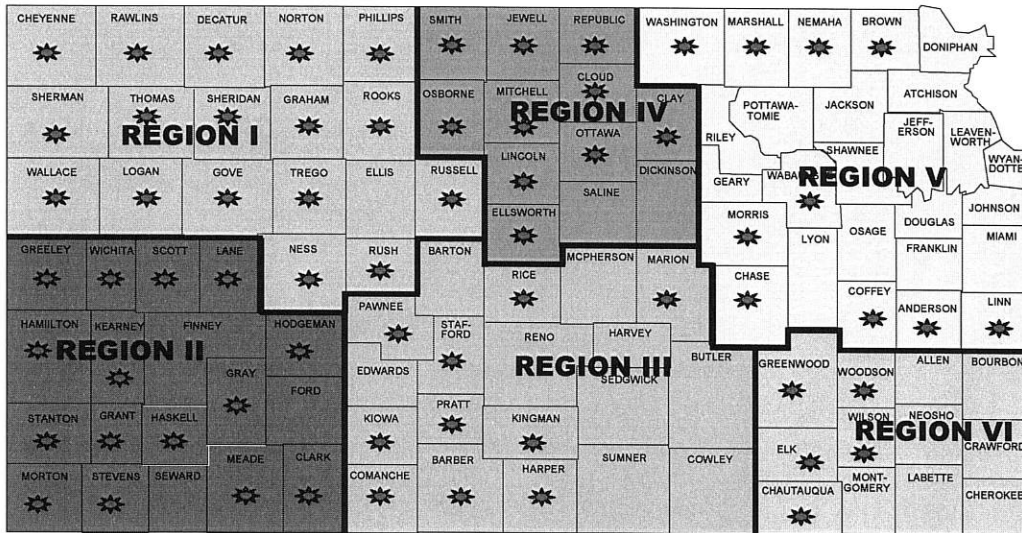 CHEYENNE RAWLINS DECATUR NORTON PHILLIPS SMITH JEWELL REPUBLIC WASHINGTON MARSHALL NEMAHA BROWN
DONIPHAN
SHERMAN THOMAS SHERIDAN GRAHAM ROOKS OSBORNE MITCHELL CLOUD CLAY
POTTAWA-
TOMIE
JACKSON
ATCHISON
REGION I
REGION IV
OTTAWA
RILEY
JEFF-
ERSON
LEAVEN-
WORTH
SHAWNEE
WYAN-
DOTTE
WALLACE LOGAN GOVE TREGO ELLIS RUSSELL LINCOLN
SALINE
DICKINSON
GEARY
REGION V
JOHNSON
ELLSWORTH
MORRIS
LYON
OSAGE
DOUGLAS
FRANKLIN
MIAMI
GREELEY WICHITA SCOTT LANE NESS RUSH BARTON RICE MCPHERSON MARION
CHASE
COFFEY
ANDERSON
LINN
HAMILTON KEARNEY FINNEY HODGEMAN
PAWNEE
STAF-
FORD
RENO HARVEY
BUTLER
REGION II
REGION III
GRAY
FORD
EDWARDS
SEDGWICK
GREENWOOD WOODSON ALLEN BOURBON
STANTON GRANT HASKELL
KIOWA PRATT KINGMAN
WILSON NEOSHO
REGION VI
CRAWFORD
MORTON STEVENS SEWARD MEADE CLARK
COMANCHE BARBER HARPER SUMNER COWLEY
ELK
CHAUTAUQUA
MONT-
GOMERY
LABETTE
CHEROKEE